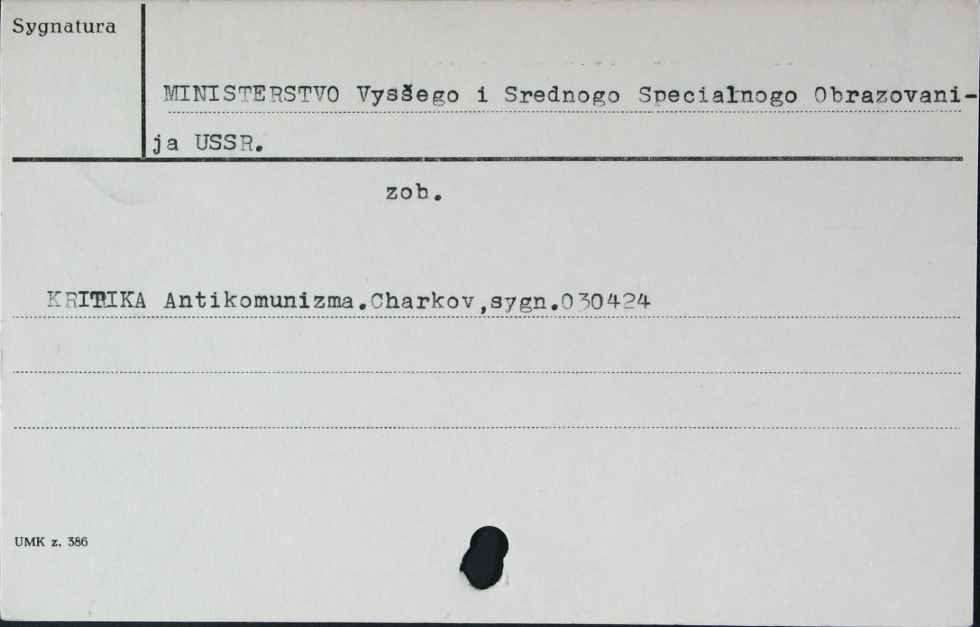 Sygnatura
MINISTERSTVO Vysšego i Srednogo Specialnogo Obrazovani-
ja USSR.
zob.
KRITIKA Antikomunizma.Charkov,sygn.030424
UMK z. 386